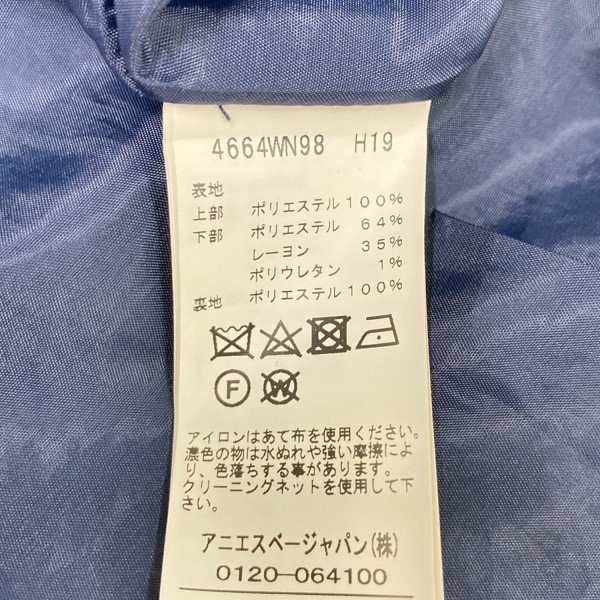 4664WN98 H19
表地
上部 ポリエステル100%
下部 ポリエステル 64%
レーヨン 35%
ポリウレタン 1%
裏地 ポリエステル100%
F W
アイロンはあて布を使用ください。
濃色の物は水ぬれや強い摩擦によ
り、色落ちする事があります。
クリーニングネットを使用して下
さい。
アニエスベージャパン(株)
0120-064100